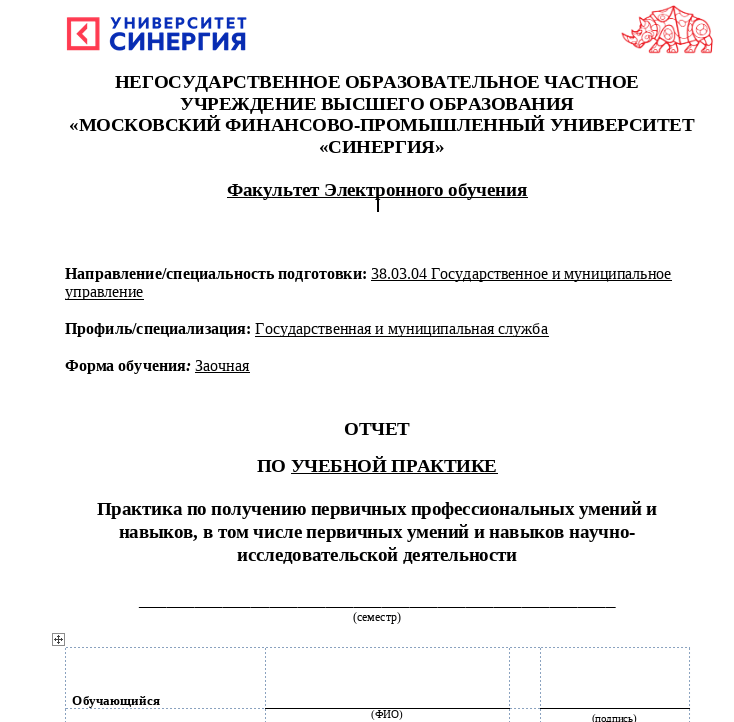 УНИВЕРСИТЕТ
СИНЕРГИЯ
НЕГОСУДАРСТВЕННОЕ ОБРАЗОВАТЕЛЬНОЕ ЧАСТНОЕ
УЧРЕЖДЕНИЕ ВЫСШЕГО ОБРАЗОВАНИЯ
«МОСКОВСКИЙ ФИНАНСОВО-ПРОМЫШЛЕННЫЙ УНИВЕРСИТЕТ
«СИНЕРГИЯ»
Факультет Электронного обучения
Направление/специальность подготовки: 38.03.04 Государственное и муниципальное
управление
Профиль/специализация: Государственная и муниципальная служба
Форма обучения: Заочная
ОТЧЕТ
ПО УЧЕБНОЙ ПРАКТИКЕ
Практика по получению первичных профессиональных умений и
навыков, в том числе первичных умений и навыков научно-
исследовательской деятельности
(семестр)
Обучающийся
(ФИО)
(подпись)